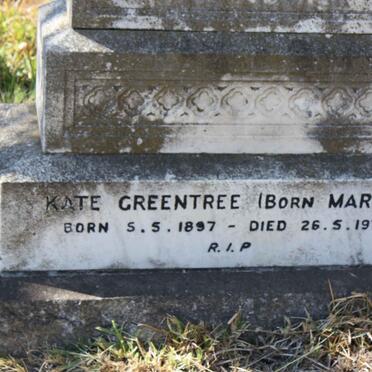 KATE GREENTREE (BORN MAR
BORN 5.5.1897 - DIED 26.5.19
R.I.P